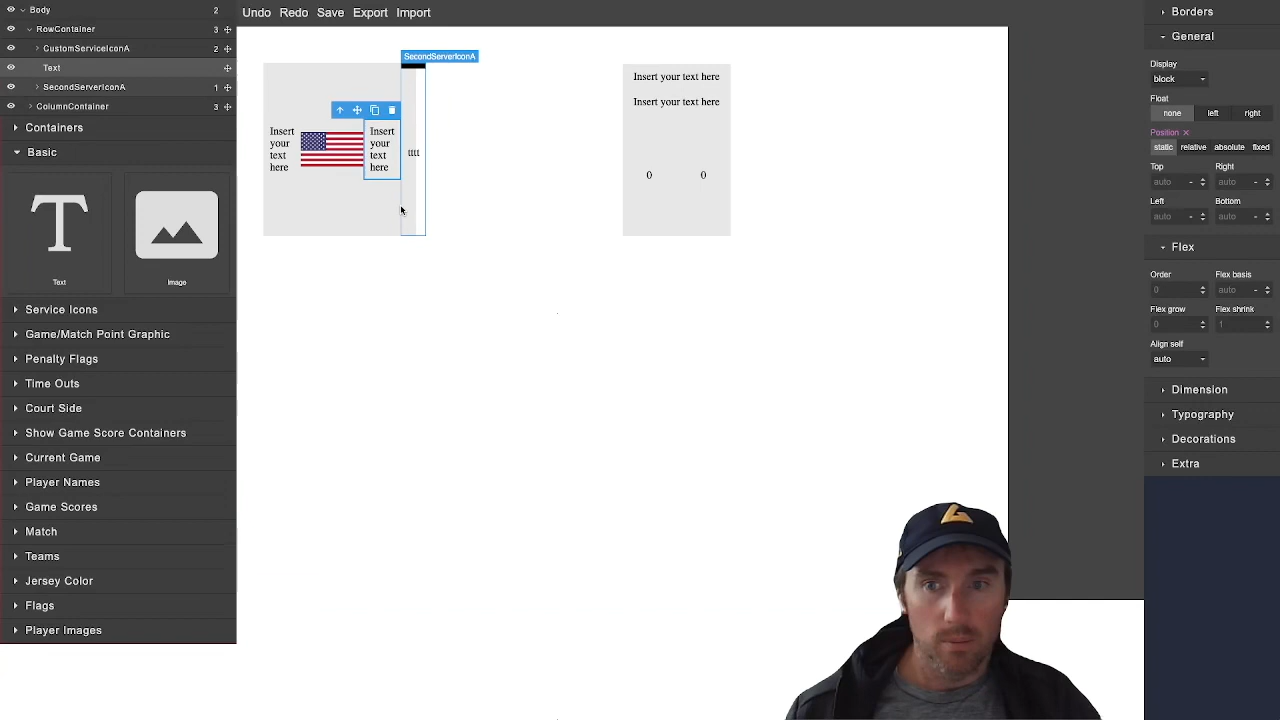 Body 2
RowContainer 3
CustomServiceIconA 2
Text
SecondServerIconA 1
ColumnContainer 3
Containers
Basic
Text
Image
Service Icons
Game/Match Point Graphic
Penalty Flags
Time Outs
Court Side
Show Game Score Containers
Current Game
Player Names
Game Scores
Match
Teams
Jersey Color
Flags
Player Images
Undo Redo Save Export Import
SecondServerIconA
Insert
your
text
here
Insert
your
text
here
tttt
Insert your text here
Insert your text here
0 0
Borders
General
Display
block
Float
none left right
Position ×
static relative absolute fixed
Top Right
auto - auto -
Left Bottom
auto - auto -
Flex
Order Flex basis
0 auto -
Flex grow Flex shrink
0 1
Align self
auto
Dimension
Typography
Decorations
Extra